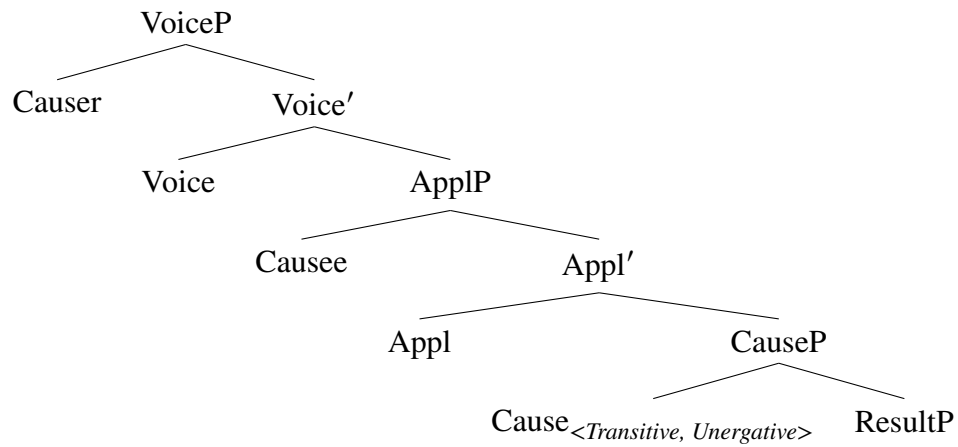 VoiceP
Causer Voice′
Voice ApplP
Causee Appl′
Appl CauseP
Cause<Transitive, Unergative> ResultP